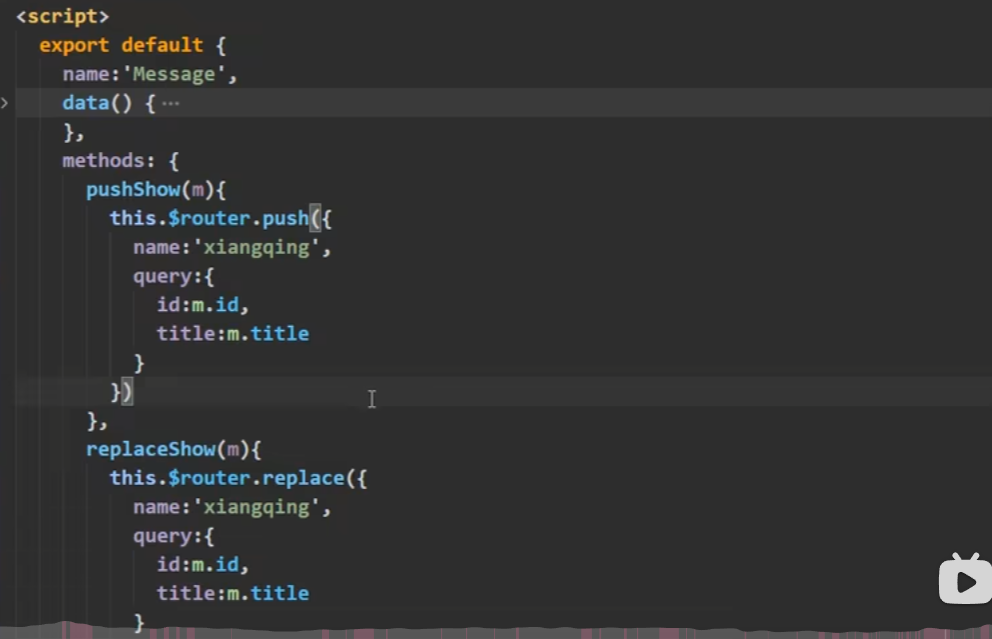 <script>
export default {
name:'Message',
data() { ···
},
methods: {
pushShow(m){
this.$router.push({
name:'xiangqing',
query:{
id:m.id,
title:m.title
}
})
},
replaceShow(m){
this.$router.replace({
name:'xiangqing',
query:{
id:m.id,
title:m.title
}